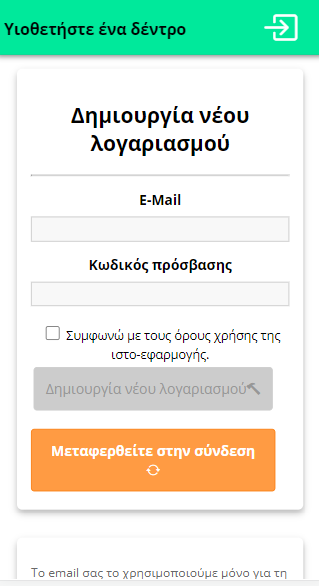 Υιοθετήστε ένα δέντρο
Δημιουργία νέου
λογαριασμού
E-Mail
Κωδικός πρόσβασης
Συμφωνώ με τους όρους χρήσης της
ιστο-εφαρμογής.
Δημιουργία νέου λογαριασμού
Μεταφερθείτε στην σύνδεση
Το email σας το χρησιμοποιούμε μόνο για τη